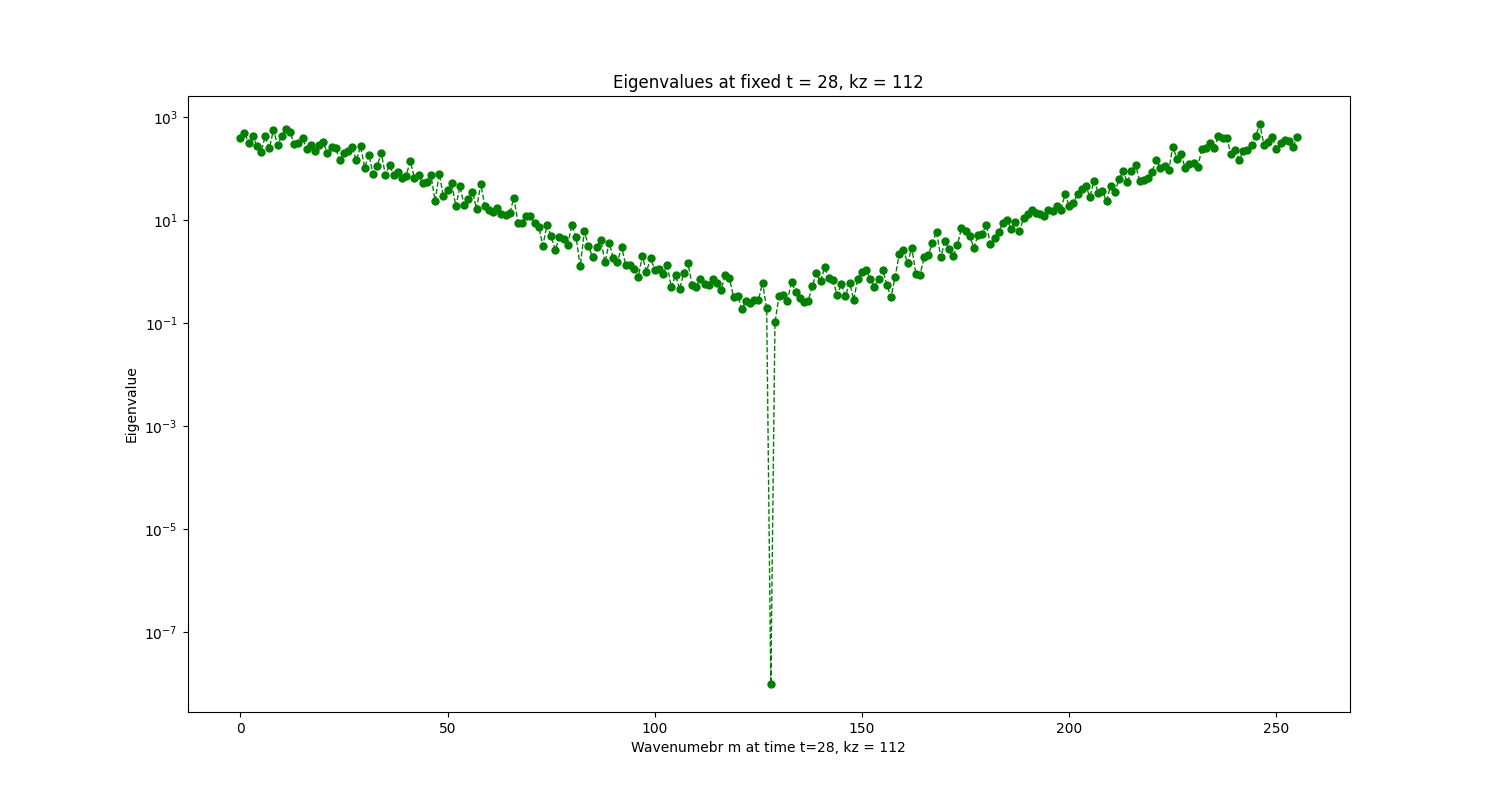 Eigenvalues at fixed t = 28, kz = 112
10³
10¹
10⁻¹
10⁻³
10⁻⁵
10⁻⁷
Eigenvalue
0 50 100 150 200 250
Wavenumebr m at time t=28, kz = 112